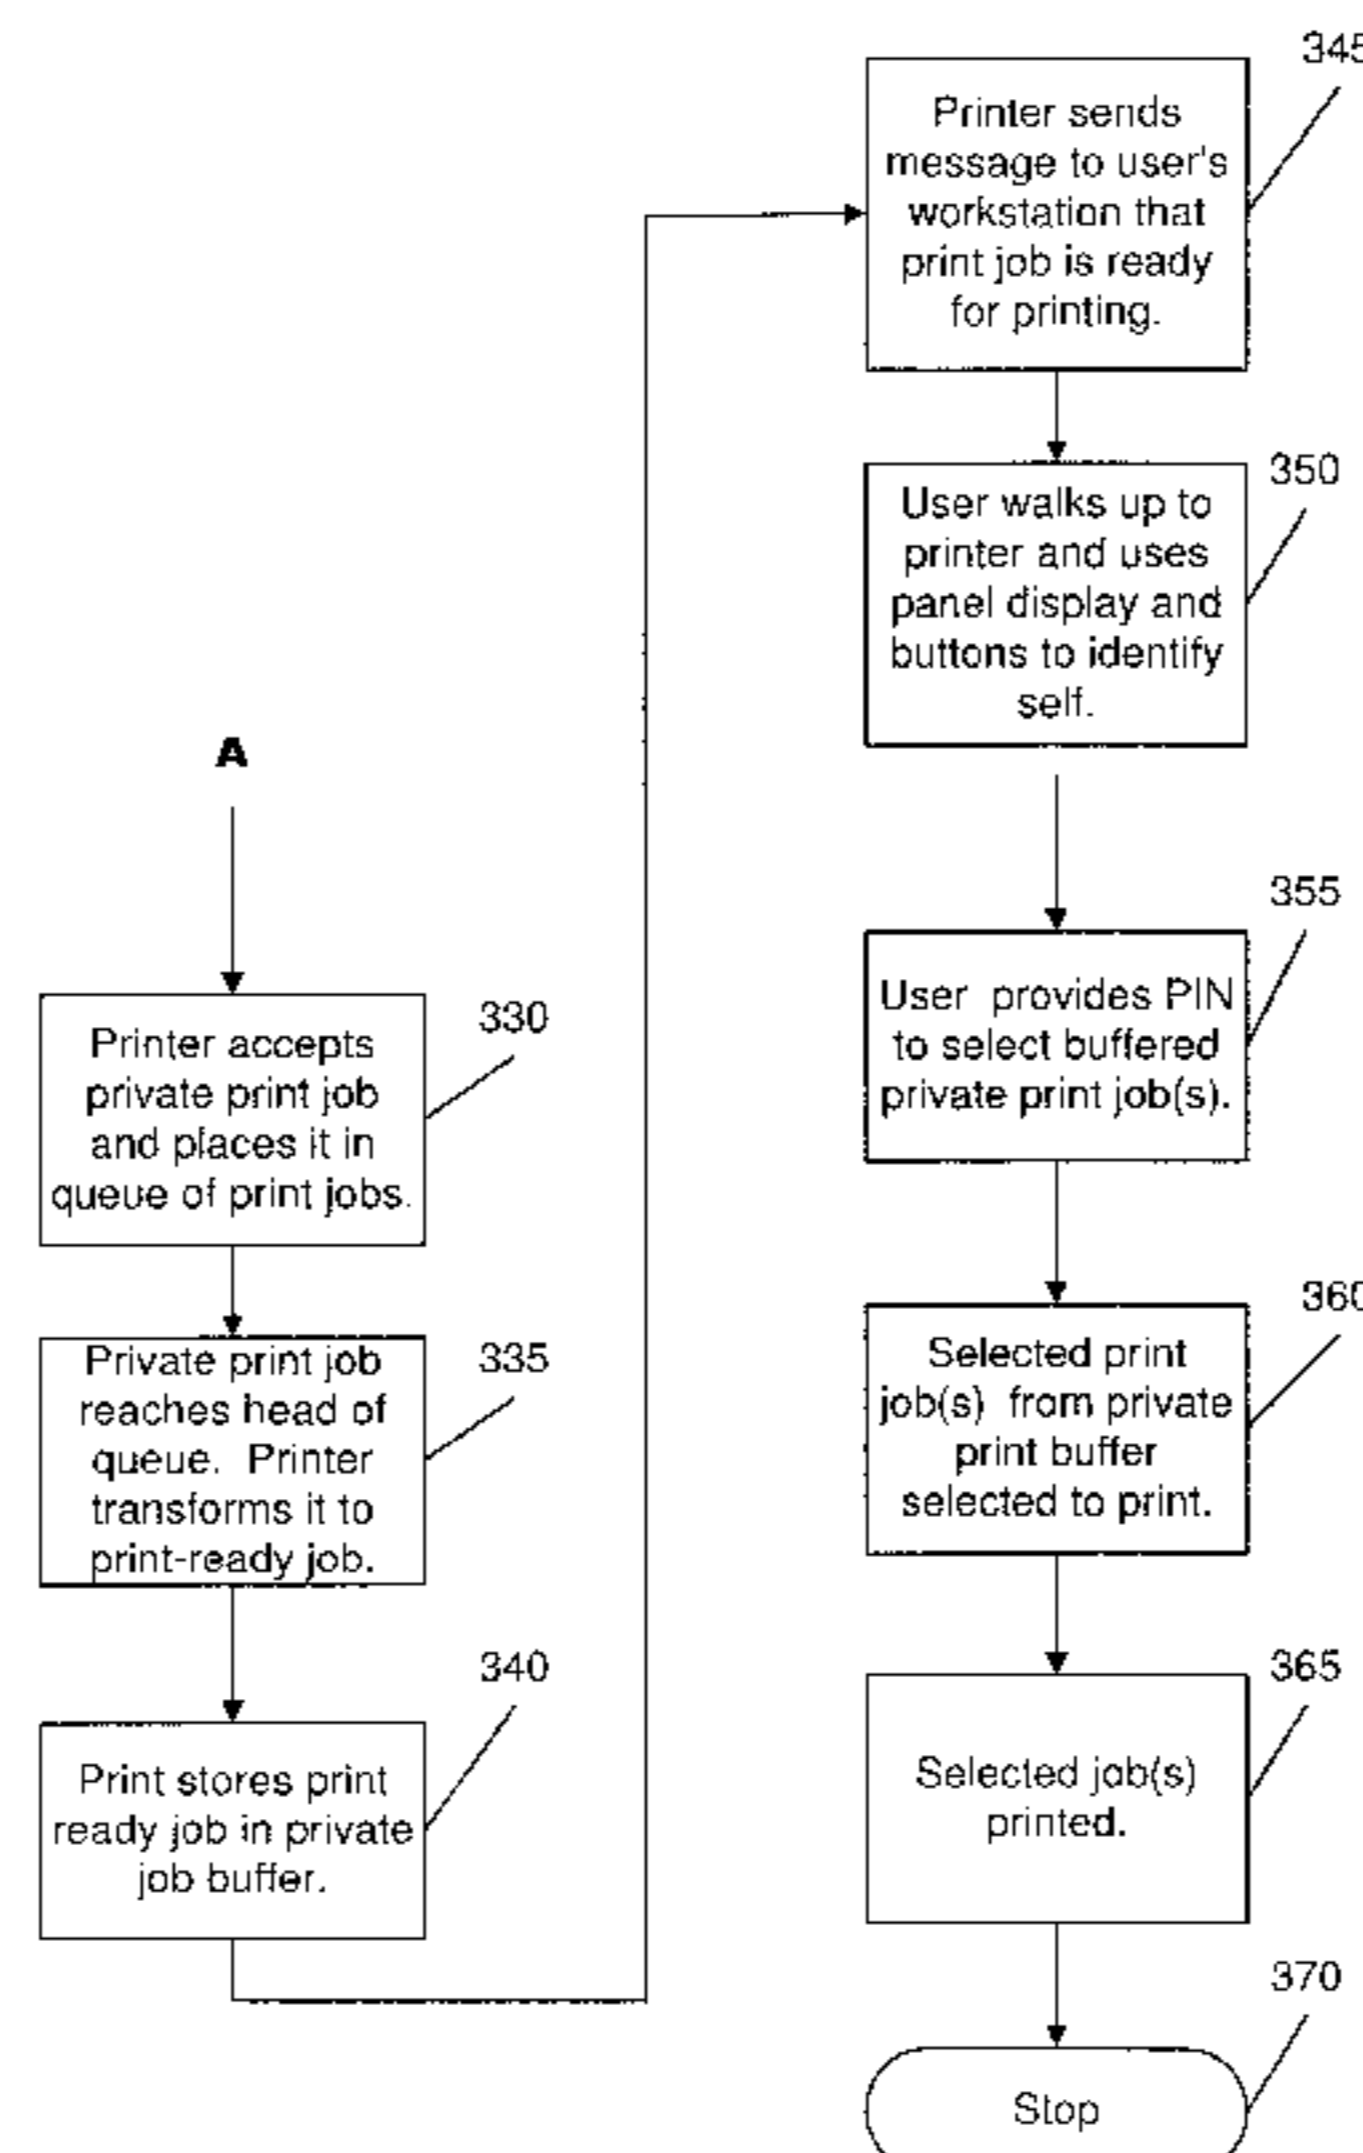 A
330
Printer accepts
private print job
and places it in
queue of print jobs.
335
Private print job
reaches head of
queue. Printer
transforms it to
print-ready job.
340
Print stores print
ready job in private
job buffer.
345
Printer sends
message to user's
workstation that
print job is ready
for printing.
350
User walks up to
printer and uses
panel display and
buttons to identify
self.
355
User provides PIN
to select buffered
private print job(s).
360
Selected print
job(s) from private
print buffer
selected to print.
365
Selected job(s)
printed.
370
Stop